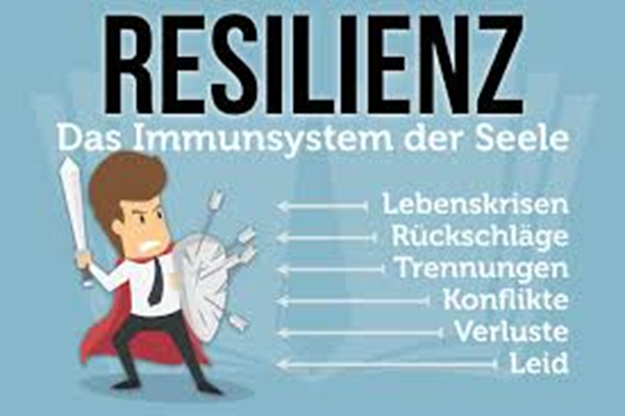 RESILIENZ
Das Immunsystem der Seele
Lebenskrisen
Rückschläge
Trennungen
Konflikte
Verluste
Leid